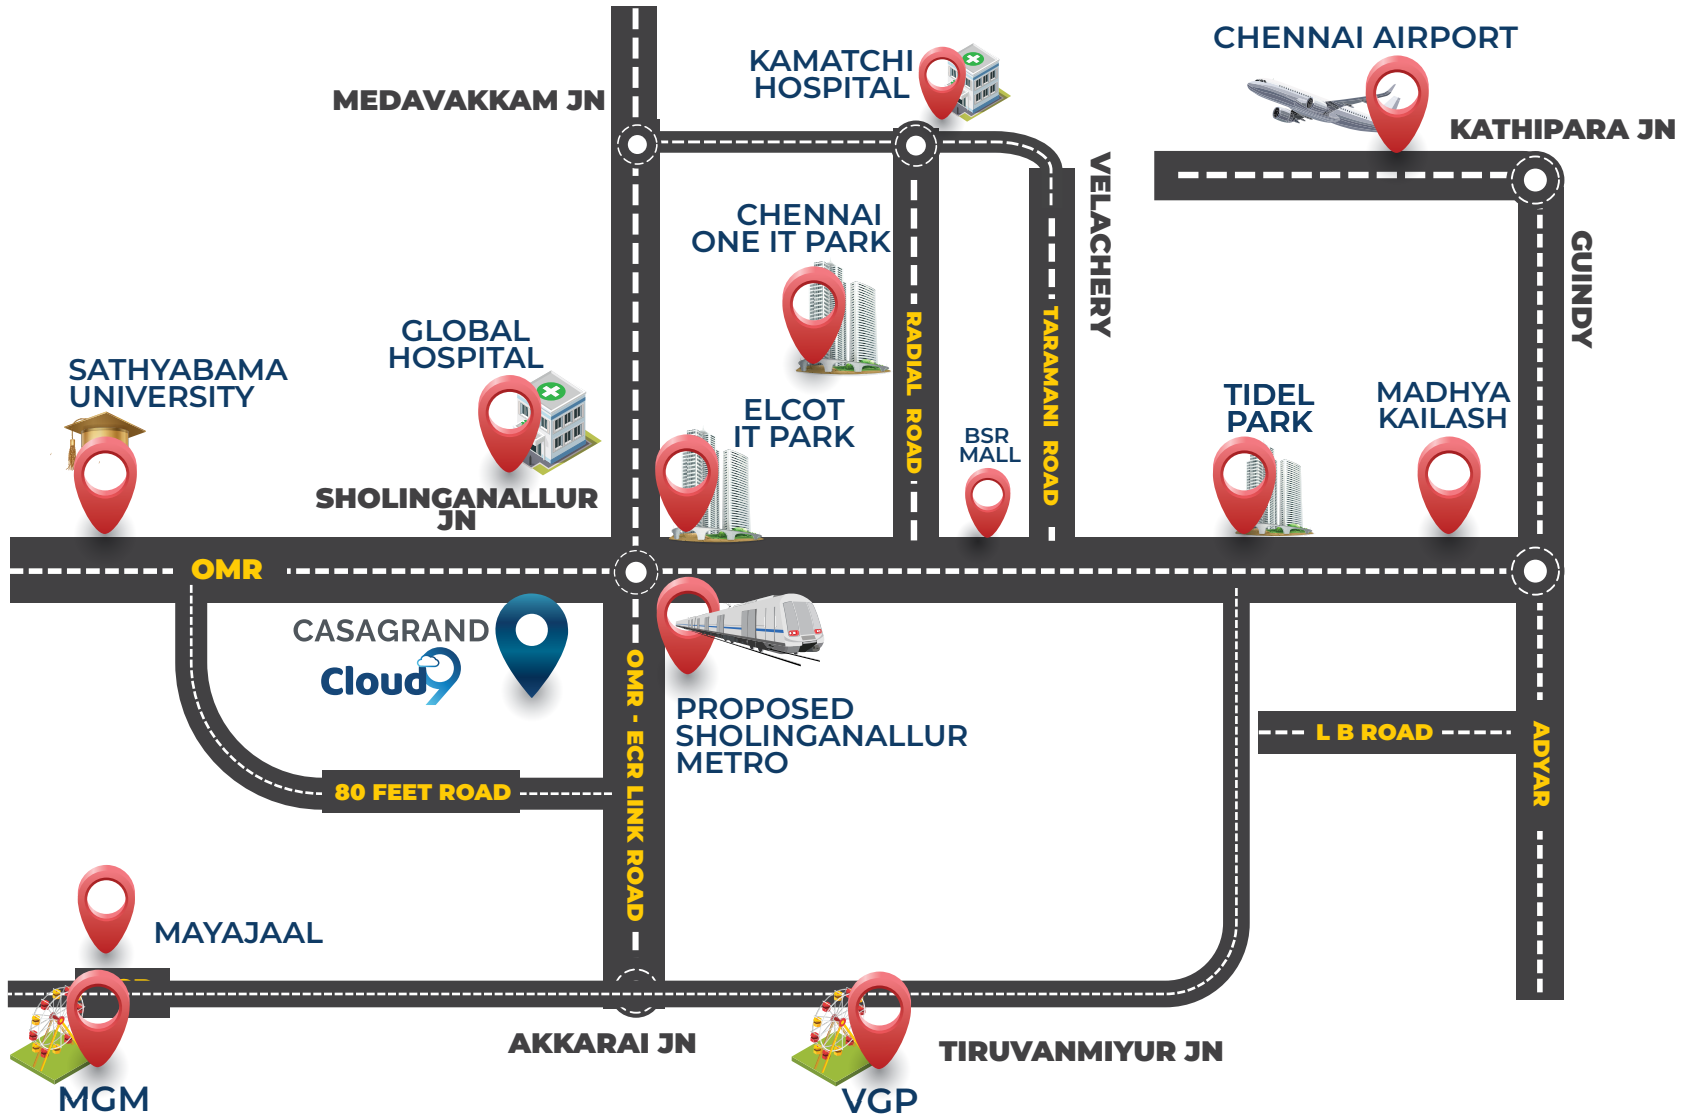 CHENNAI AIRPORT
KAMATCHI
HOSPITAL
MEDAVAKKAM JN
KATHIPARA JN
VELACHERY
CHENNAI
ONE IT PARK
GUINDY
GLOBAL
HOSPITAL
RADIAL ROAD
TARAMANI ROAD
SATHYABAMA
UNIVERSITY
ELCOT
IT PARK
BSR
MALL
TIDEL
PARK
MADHYA
KAILASH
SHOLINGANALLUR
JN
OMR
CASAGRAND
Cloud9
OMR - ECR LINK ROAD
PROPOSED
SHOLINGANALLUR
METRO
L B ROAD
ADYAR
80 FEET ROAD
MAYAJAAL
AKKARAI JN
TIRUVANMIYUR JN
MGM
VGP